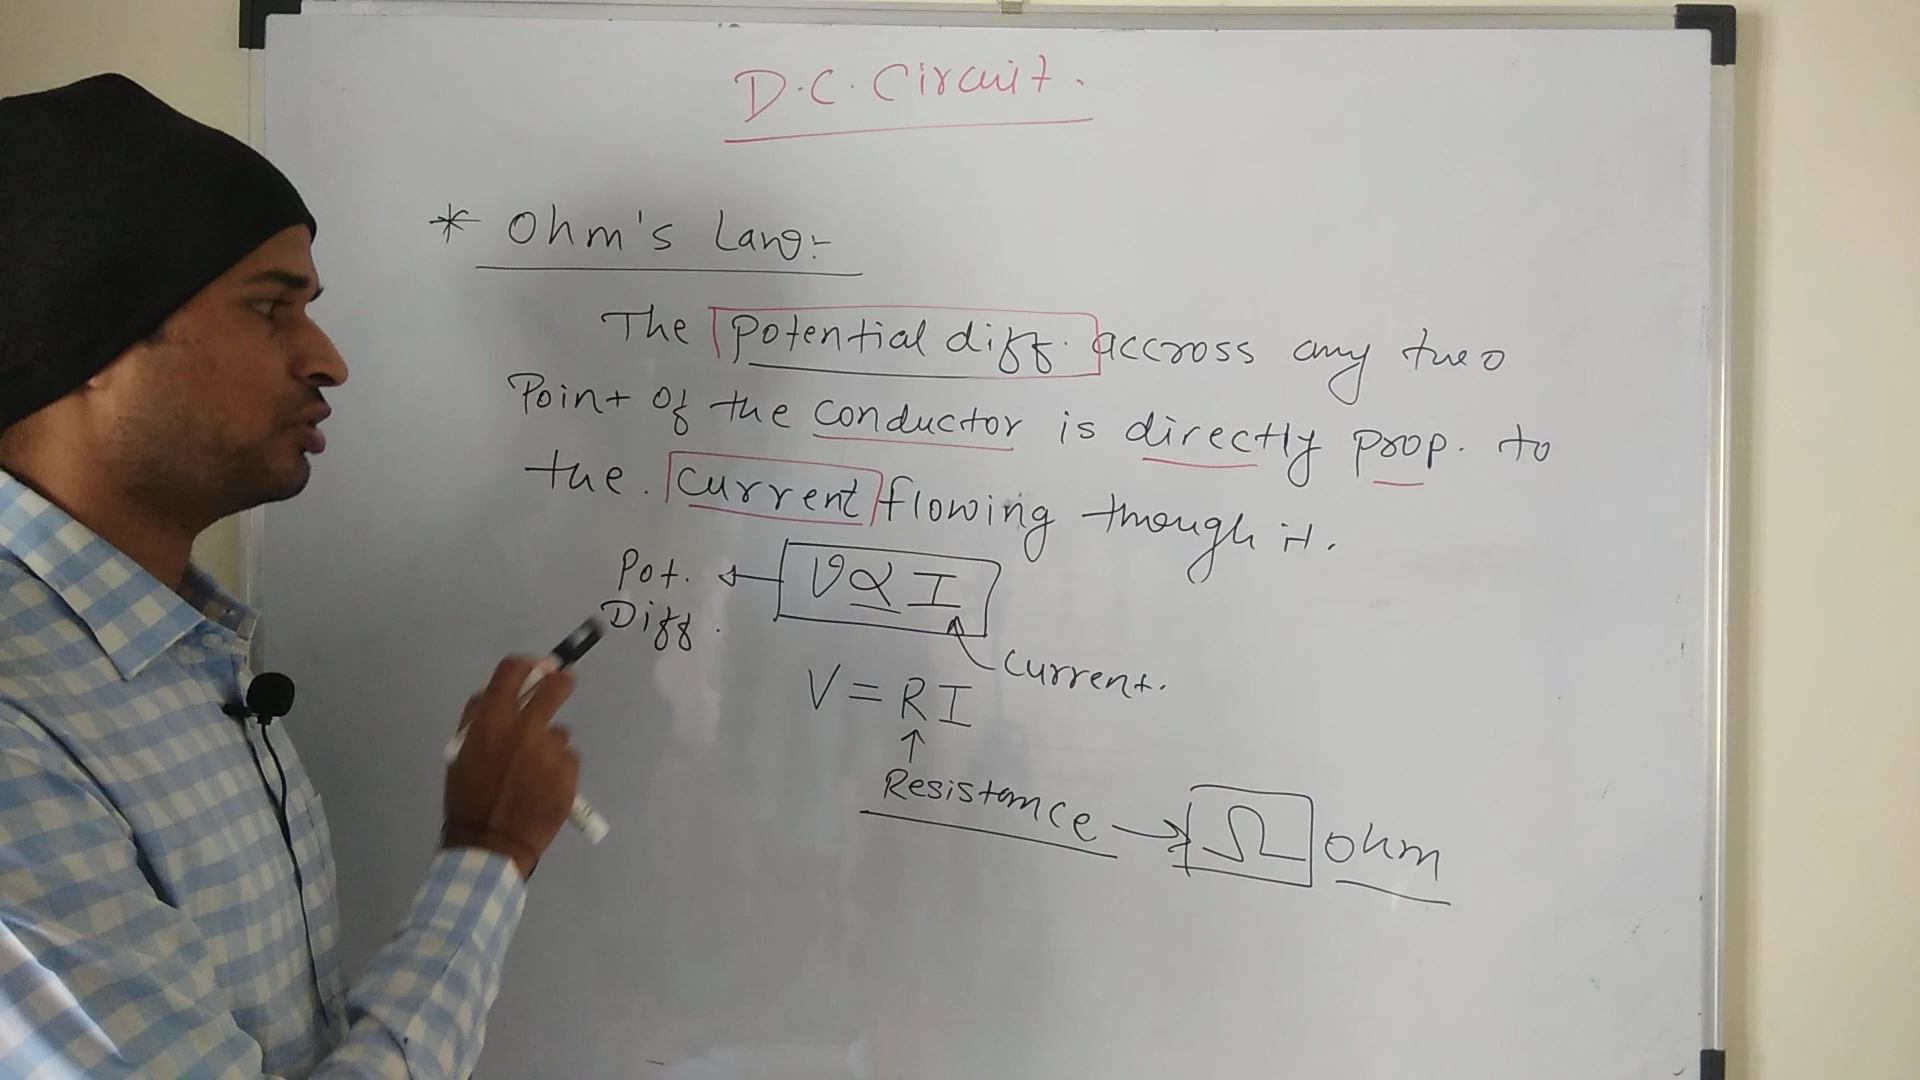 D.C. Circuit.
* Ohm's Law:-
The Potential diff. accross any two
Point of the conductor is directly prop. to
the. current flowing through it.
Pot. Diff. V ∝ I
current.
V = RI
↑
Resistance → Ω ohm